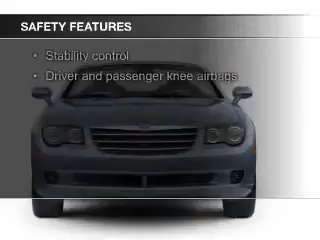 SAFETY FEATURES
• Stability control
• Driver and passenger knee airbags